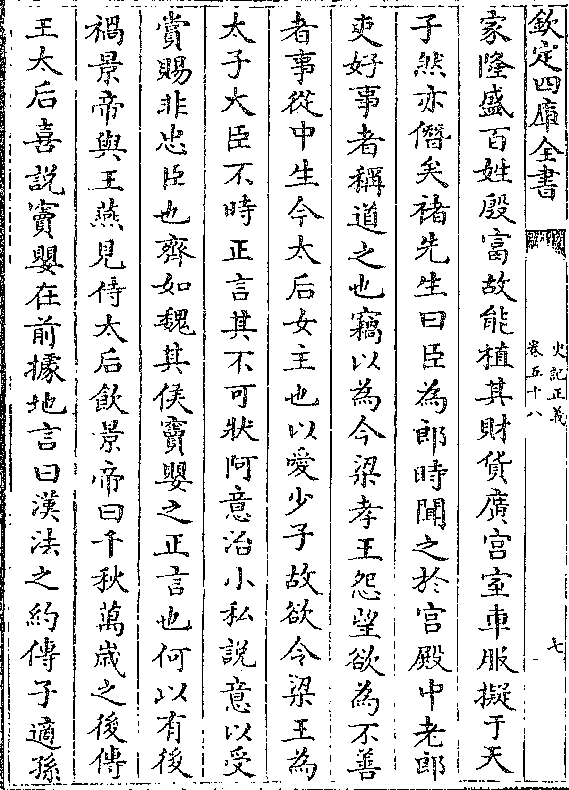 欽定四庫全書
史記正義
卷五十八
七
家隆盛百姓殷富故能植其財貨廣宫室車服擬于天
子然亦僭矣褚先生曰臣為郎時聞之於宫殿中老郎
吏好事者稱道之也竊以為今梁孝王怨望欲為不善
者事從中生今太后女主也以愛少子故欲令梁王為
太子大臣不時正言其不可狀阿意治小私說意以受
賞賜非忠臣也齊如魏其侯竇嬰之正言也何以有後
禍景帝與王燕見侍太后飲景帝曰千秋萬歲之後傳
王太后喜說竇嬰在前據地言曰漢法之約傳子適孫